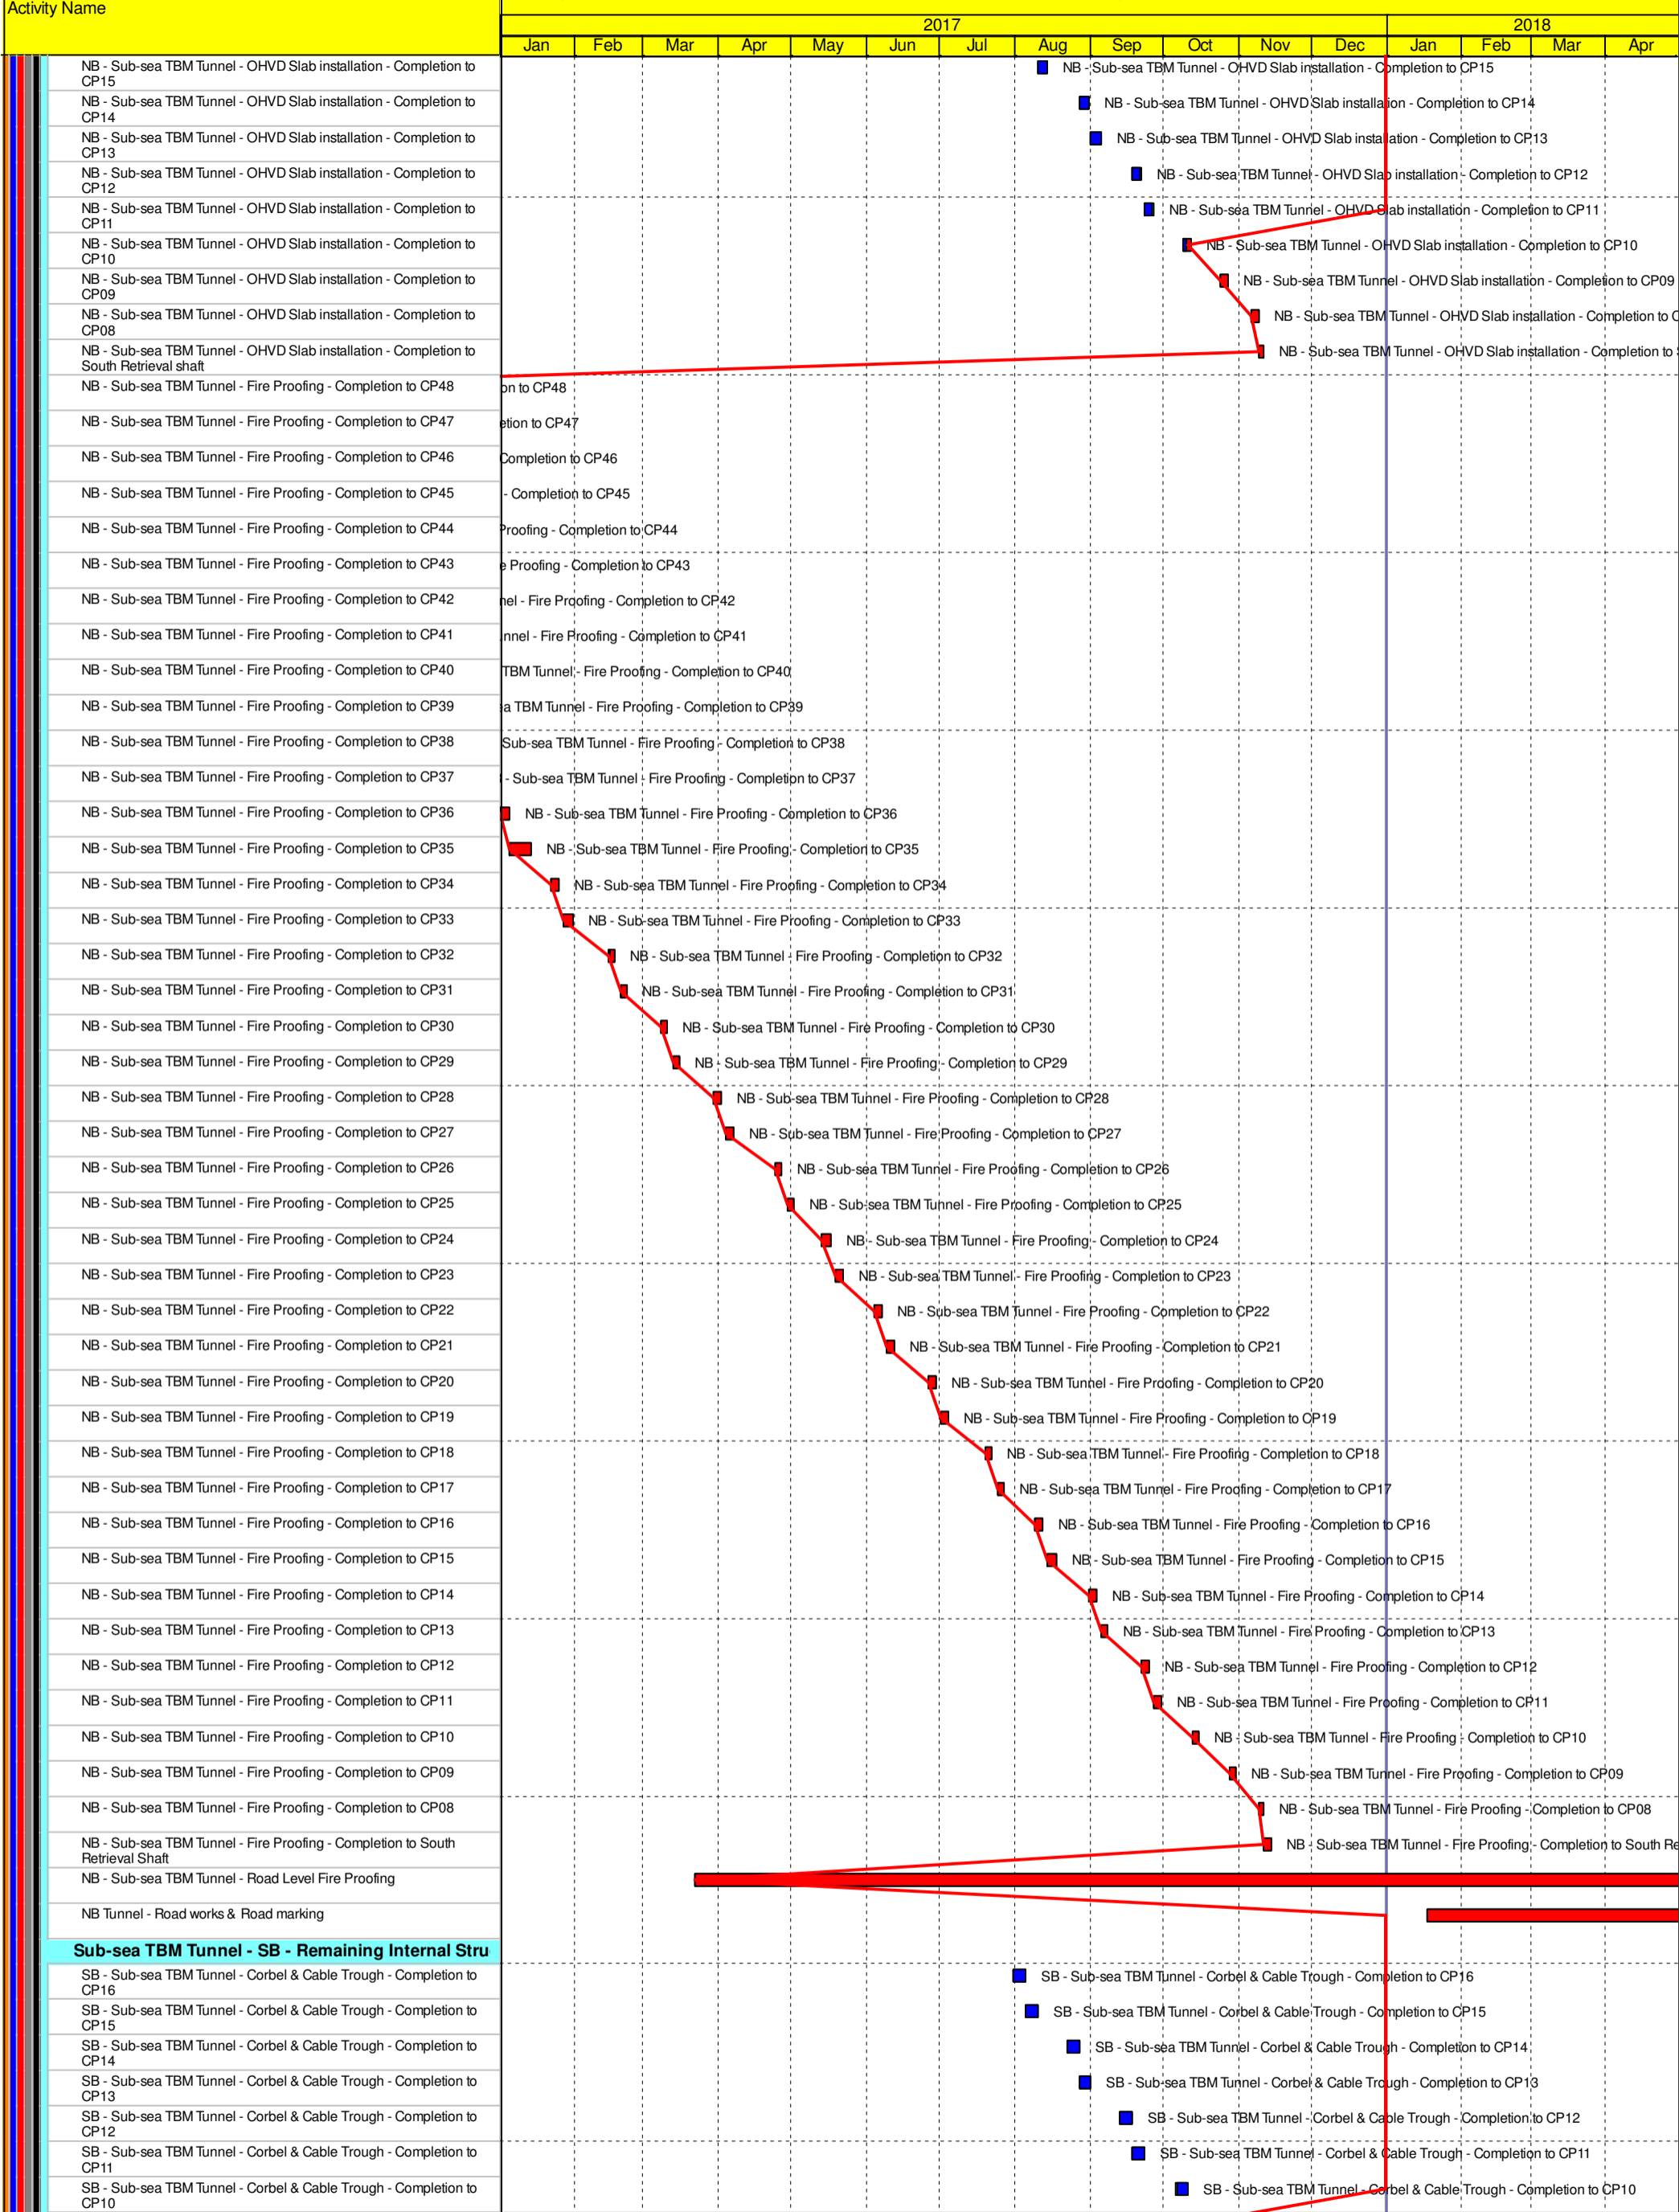 Activity Name
2017 2018
Jan Feb Mar Apr May Jun Jul Aug Sep Oct Nov Dec Jan Feb Mar Apr
NB - Sub-sea TBM Tunnel - OHVD Slab installation - Completion to
CP15
NB - Sub-sea TBM Tunnel - OHVD Slab installation - Completion to CP15
NB - Sub-sea TBM Tunnel - OHVD Slab installation - Completion to
CP14
NB - Sub-sea TBM Tunnel - OHVD Slab installation - Completion to CP14
NB - Sub-sea TBM Tunnel - OHVD Slab installation - Completion to
CP13
NB - Sub-sea TBM Tunnel - OHVD Slab installation - Completion to CP13
NB - Sub-sea TBM Tunnel - OHVD Slab installation - Completion to
CP12
NB - Sub-sea TBM Tunnel - OHVD Slab installation - Completion to CP12
NB - Sub-sea TBM Tunnel - OHVD Slab installation - Completion to
CP11
NB - Sub-sea TBM Tunnel - OHVD Slab installation - Completion to CP11
NB - Sub-sea TBM Tunnel - OHVD Slab installation - Completion to
CP10
NB - Sub-sea TBM Tunnel - OHVD Slab installation - Completion to CP10
NB - Sub-sea TBM Tunnel - OHVD Slab installation - Completion to
CP09
NB - Sub-sea TBM Tunnel - OHVD Slab installation - Completion to CP09
NB - Sub-sea TBM Tunnel - OHVD Slab installation - Completion to
CP08
NB - Sub-sea TBM Tunnel - OHVD Slab installation - Completion to
NB - Sub-sea TBM Tunnel - OHVD Slab installation - Completion to
South Retrieval shaft
NB - Sub-sea TBM Tunnel - OHVD Slab installation - Completion to
NB - Sub-sea TBM Tunnel - Fire Proofing - Completion to CP48
on to CP48
NB - Sub-sea TBM Tunnel - Fire Proofing - Completion to CP47
etion to CP47
NB - Sub-sea TBM Tunnel - Fire Proofing - Completion to CP46
Completion to CP46
NB - Sub-sea TBM Tunnel - Fire Proofing - Completion to CP45
- Completion to CP45
NB - Sub-sea TBM Tunnel - Fire Proofing - Completion to CP44
Proofing - Completion to CP44
NB - Sub-sea TBM Tunnel - Fire Proofing - Completion to CP43
e Proofing - Completion to CP43
NB - Sub-sea TBM Tunnel - Fire Proofing - Completion to CP42
nel - Fire Proofing - Completion to CP42
NB - Sub-sea TBM Tunnel - Fire Proofing - Completion to CP41
nnel - Fire Proofing - Completion to CP41
NB - Sub-sea TBM Tunnel - Fire Proofing - Completion to CP40
TBM Tunnel - Fire Proofing - Completion to CP40
NB - Sub-sea TBM Tunnel - Fire Proofing - Completion to CP39
a TBM Tunnel - Fire Proofing - Completion to CP39
NB - Sub-sea TBM Tunnel - Fire Proofing - Completion to CP38
Sub-sea TBM Tunnel - Fire Proofing - Completion to CP38
NB - Sub-sea TBM Tunnel - Fire Proofing - Completion to CP37
- Sub-sea TBM Tunnel - Fire Proofing - Completion to CP37
NB - Sub-sea TBM Tunnel - Fire Proofing - Completion to CP36
NB - Sub-sea TBM Tunnel - Fire Proofing - Completion to CP36
NB - Sub-sea TBM Tunnel - Fire Proofing - Completion to CP35
NB - Sub-sea TBM Tunnel - Fire Proofing - Completion to CP35
NB - Sub-sea TBM Tunnel - Fire Proofing - Completion to CP34
NB - Sub-sea TBM Tunnel - Fire Proofing - Completion to CP34
NB - Sub-sea TBM Tunnel - Fire Proofing - Completion to CP33
NB - Sub-sea TBM Tunnel - Fire Proofing - Completion to CP33
NB - Sub-sea TBM Tunnel - Fire Proofing - Completion to CP32
NB - Sub-sea TBM Tunnel - Fire Proofing - Completion to CP32
NB - Sub-sea TBM Tunnel - Fire Proofing - Completion to CP31
NB - Sub-sea TBM Tunnel - Fire Proofing - Completion to CP31
NB - Sub-sea TBM Tunnel - Fire Proofing - Completion to CP30
NB - Sub-sea TBM Tunnel - Fire Proofing - Completion to CP30
NB - Sub-sea TBM Tunnel - Fire Proofing - Completion to CP29
NB - Sub-sea TBM Tunnel - Fire Proofing - Completion to CP29
NB - Sub-sea TBM Tunnel - Fire Proofing - Completion to CP28
NB - Sub-sea TBM Tunnel - Fire Proofing - Completion to CP28
NB - Sub-sea TBM Tunnel - Fire Proofing - Completion to CP27
NB - Sub-sea TBM Tunnel - Fire Proofing - Completion to CP27
NB - Sub-sea TBM Tunnel - Fire Proofing - Completion to CP26
NB - Sub-sea TBM Tunnel - Fire Proofing - Completion to CP26
NB - Sub-sea TBM Tunnel - Fire Proofing - Completion to CP25
NB - Sub-sea TBM Tunnel - Fire Proofing - Completion to CP25
NB - Sub-sea TBM Tunnel - Fire Proofing - Completion to CP24
NB - Sub-sea TBM Tunnel - Fire Proofing - Completion to CP24
NB - Sub-sea TBM Tunnel - Fire Proofing - Completion to CP23
NB - Sub-sea TBM Tunnel - Fire Proofing - Completion to CP23
NB - Sub-sea TBM Tunnel - Fire Proofing - Completion to CP22
NB - Sub-sea TBM Tunnel - Fire Proofing - Completion to CP22
NB - Sub-sea TBM Tunnel - Fire Proofing - Completion to CP21
NB - Sub-sea TBM Tunnel - Fire Proofing - Completion to CP21
NB - Sub-sea TBM Tunnel - Fire Proofing - Completion to CP20
NB - Sub-sea TBM Tunnel - Fire Proofing - Completion to CP20
NB - Sub-sea TBM Tunnel - Fire Proofing - Completion to CP19
NB - Sub-sea TBM Tunnel - Fire Proofing - Completion to CP19
NB - Sub-sea TBM Tunnel - Fire Proofing - Completion to CP18
NB - Sub-sea TBM Tunnel - Fire Proofing - Completion to CP18
NB - Sub-sea TBM Tunnel - Fire Proofing - Completion to CP17
NB - Sub-sea TBM Tunnel - Fire Proofing - Completion to CP17
NB - Sub-sea TBM Tunnel - Fire Proofing - Completion to CP16
NB - Sub-sea TBM Tunnel - Fire Proofing - Completion to CP16
NB - Sub-sea TBM Tunnel - Fire Proofing - Completion to CP15
NB - Sub-sea TBM Tunnel - Fire Proofing - Completion to CP15
NB - Sub-sea TBM Tunnel - Fire Proofing - Completion to CP14
NB - Sub-sea TBM Tunnel - Fire Proofing - Completion to CP14
NB - Sub-sea TBM Tunnel - Fire Proofing - Completion to CP13
NB - Sub-sea TBM Tunnel - Fire Proofing - Completion to CP13
NB - Sub-sea TBM Tunnel - Fire Proofing - Completion to CP12
NB - Sub-sea TBM Tunnel - Fire Proofing - Completion to CP12
NB - Sub-sea TBM Tunnel - Fire Proofing - Completion to CP11
NB - Sub-sea TBM Tunnel - Fire Proofing - Completion to CP11
NB - Sub-sea TBM Tunnel - Fire Proofing - Completion to CP10
NB - Sub-sea TBM Tunnel - Fire Proofing - Completion to CP10
NB - Sub-sea TBM Tunnel - Fire Proofing - Completion to CP09
NB - Sub-sea TBM Tunnel - Fire Proofing - Completion to CP09
NB - Sub-sea TBM Tunnel - Fire Proofing - Completion to CP08
NB - Sub-sea TBM Tunnel - Fire Proofing - Completion to CP08
NB - Sub-sea TBM Tunnel - Fire Proofing - Completion to South
Retrieval Shaft
NB - Sub-sea TBM Tunnel - Fire Proofing - Completion to South Re
NB - Sub-sea TBM Tunnel - Road Level Fire Proofing
NB Tunnel - Road works & Road marking
Sub-sea TBM Tunnel - SB - Remaining Internal Stru
SB - Sub-sea TBM Tunnel - Corbel & Cable Trough - Completion to
CP16
SB - Sub-sea TBM Tunnel - Corbel & Cable Trough - Completion to CP16
SB - Sub-sea TBM Tunnel - Corbel & Cable Trough - Completion to
CP15
SB - Sub-sea TBM Tunnel - Corbel & Cable Trough - Completion to CP15
SB - Sub-sea TBM Tunnel - Corbel & Cable Trough - Completion to
CP14
SB - Sub-sea TBM Tunnel - Corbel & Cable Trough - Completion to CP14
SB - Sub-sea TBM Tunnel - Corbel & Cable Trough - Completion to
CP13
SB - Sub-sea TBM Tunnel - Corbel & Cable Trough - Completion to CP13
SB - Sub-sea TBM Tunnel - Corbel & Cable Trough - Completion to
CP12
SB - Sub-sea TBM Tunnel - Corbel & Cable Trough - Completion to CP12
SB - Sub-sea TBM Tunnel - Corbel & Cable Trough - Completion to
CP11
SB - Sub-sea TBM Tunnel - Corbel & Cable Trough - Completion to CP11
SB - Sub-sea TBM Tunnel - Corbel & Cable Trough - Completion to
CP10
SB - Sub-sea TBM Tunnel - Corbel & Cable Trough - Completion to CP10